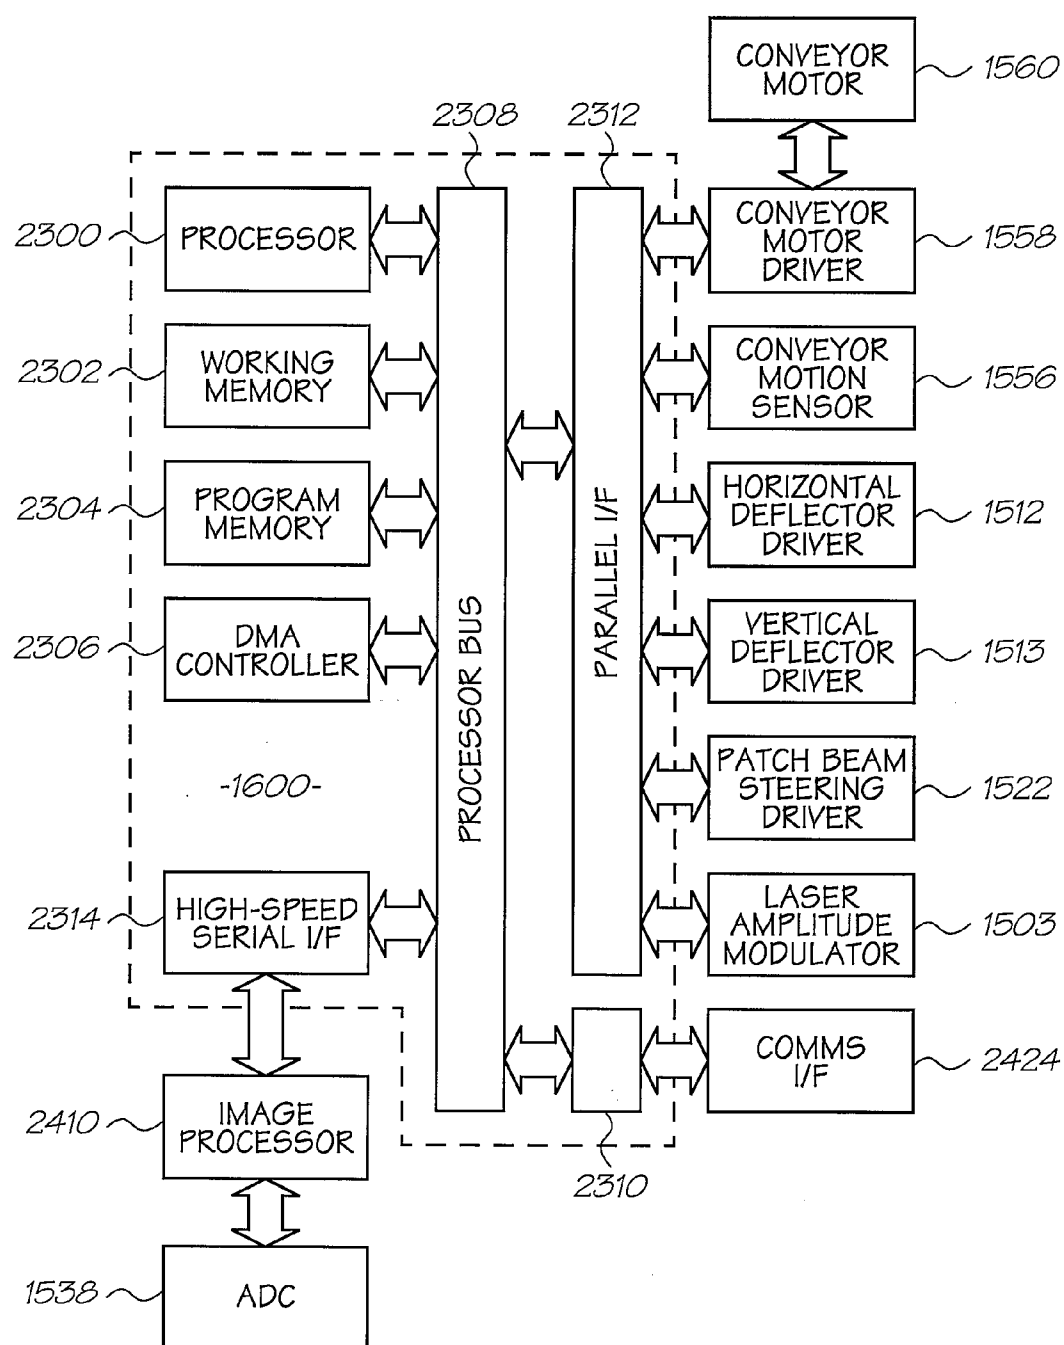 CONVEYOR
MOTOR
1560
2308
2312
2300
PROCESSOR
CONVEYOR
MOTOR
DRIVER
1558
2302
WORKING
MEMORY
CONVEYOR
MOTION
SENSOR
1556
2304
PROGRAM
MEMORY
HORIZONTAL
DEFLECTOR
DRIVER
1512
2306
DMA
CONTROLLER
PROCESSOR BUS
PARALLEL I/F
VERTICAL
DEFLECTOR
DRIVER
1513
-1600-
PATCH BEAM
STEERING
DRIVER
1522
2314
HIGH-SPEED
SERIAL I/F
LASER
AMPLITUDE
MODULATOR
1503
COMMS
I/F
2424
2410
IMAGE
PROCESSOR
2310
1538
ADC